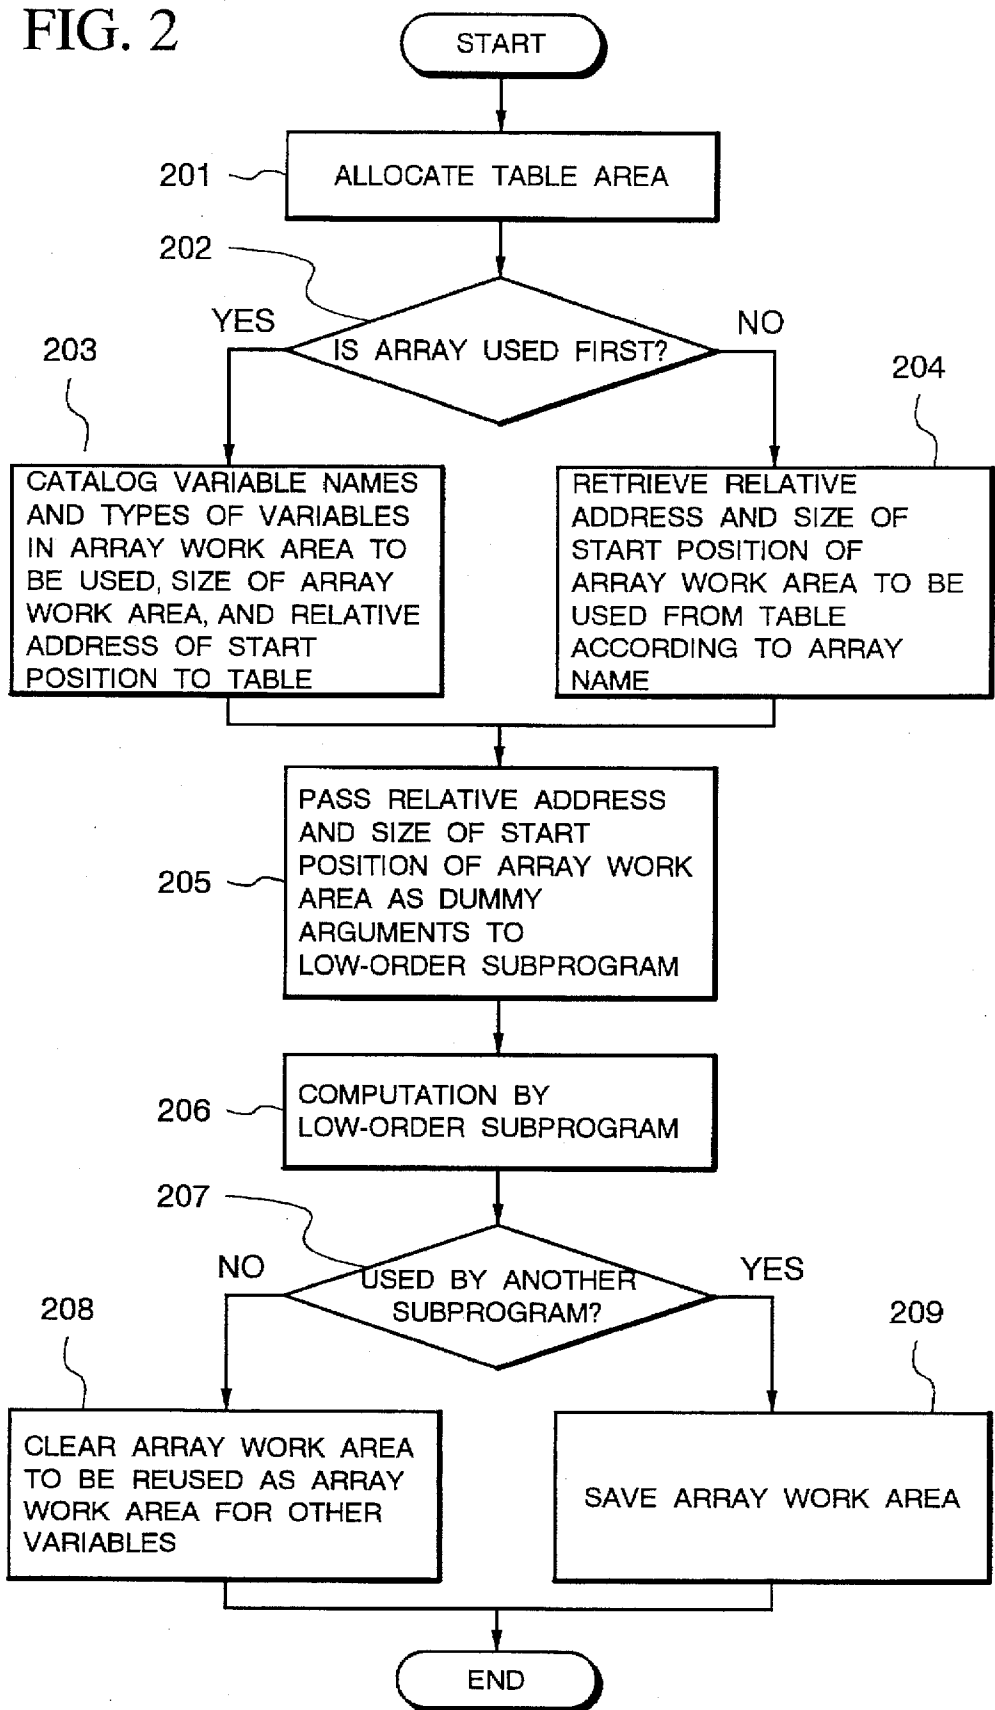 FIG. 2
START
201
ALLOCATE TABLE AREA
202
YES
NO
IS ARRAY USED FIRST?
203
204
CATALOG VARIABLE NAMES
AND TYPES OF VARIABLES
IN ARRAY WORK AREA TO
BE USED, SIZE OF ARRAY
WORK AREA, AND RELATIVE
ADDRESS OF START
POSITION TO TABLE
RETRIEVE RELATIVE
ADDRESS AND SIZE OF
START POSITION OF
ARRAY WORK AREA TO BE
USED FROM TABLE
ACCORDING TO ARRAY
NAME
205
PASS RELATIVE ADDRESS
AND SIZE OF START
POSITION OF ARRAY WORK
AREA AS DUMMY
ARGUMENTS TO
LOW-ORDER SUBPROGRAM
206
COMPUTATION BY
LOW-ORDER SUBPROGRAM
207
NO
YES
USED BY ANOTHER
SUBPROGRAM?
208
209
CLEAR ARRAY WORK AREA
TO BE REUSED AS ARRAY
WORK AREA FOR OTHER
VARIABLES
SAVE ARRAY WORK AREA
END